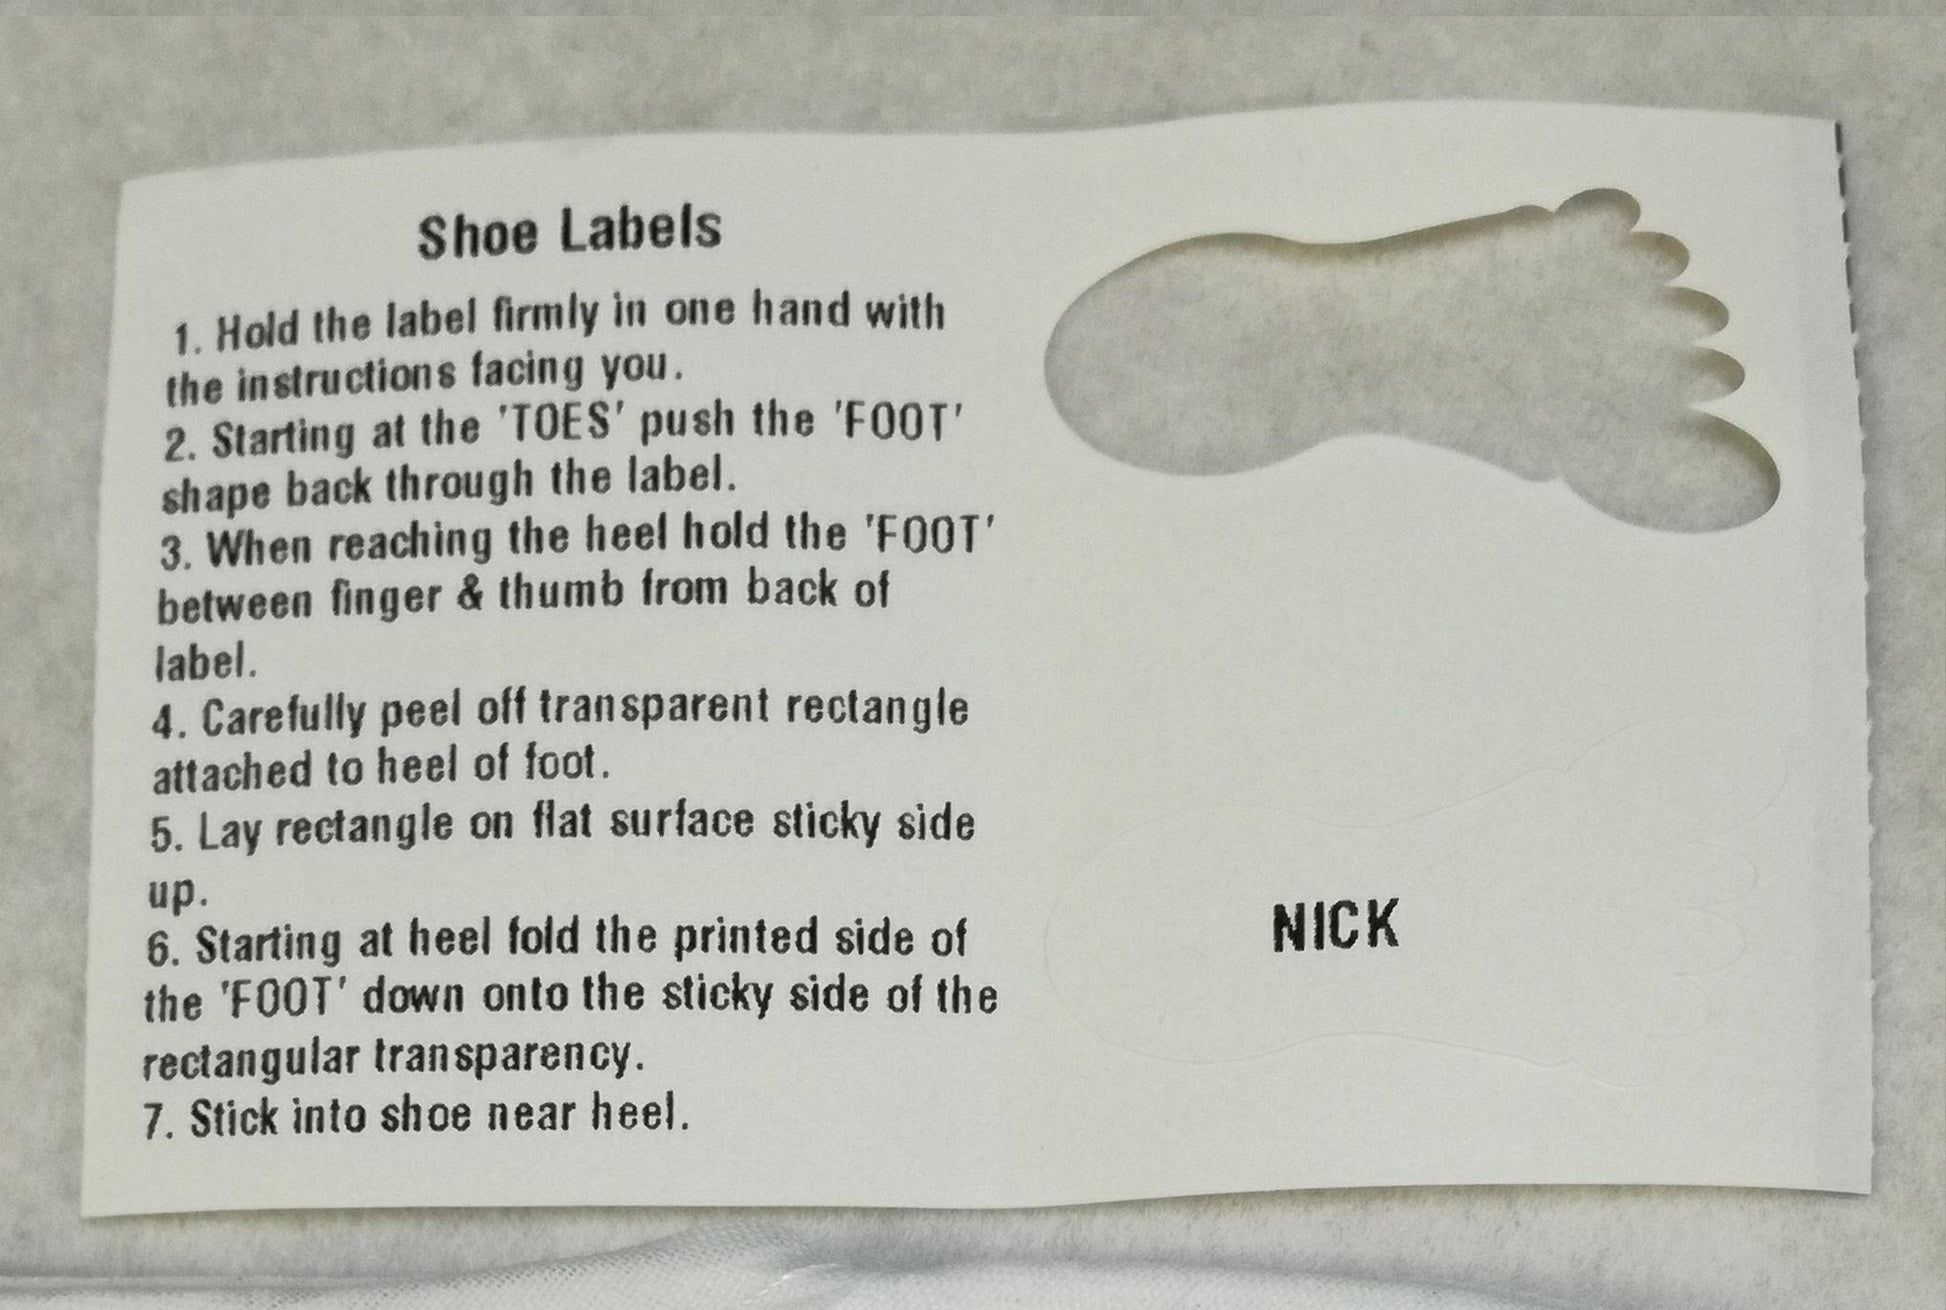 Shoe Labels
1. Hold the label firmly in one hand with
the instructions facing you.
2. Starting at the 'TOES' push the 'FOOT'
shape back through the label.
3. When reaching the heel hold the 'FOOT'
between finger & thumb from back of
label.
4. Carefully peel off transparent rectangle
attached to heel of foot.
5. Lay rectangle on flat surface sticky side
up.
6. Starting at heel fold the printed side of
the 'FOOT' down onto the sticky side of the
rectangular transparency.
7. Stick into shoe near heel.
NICK